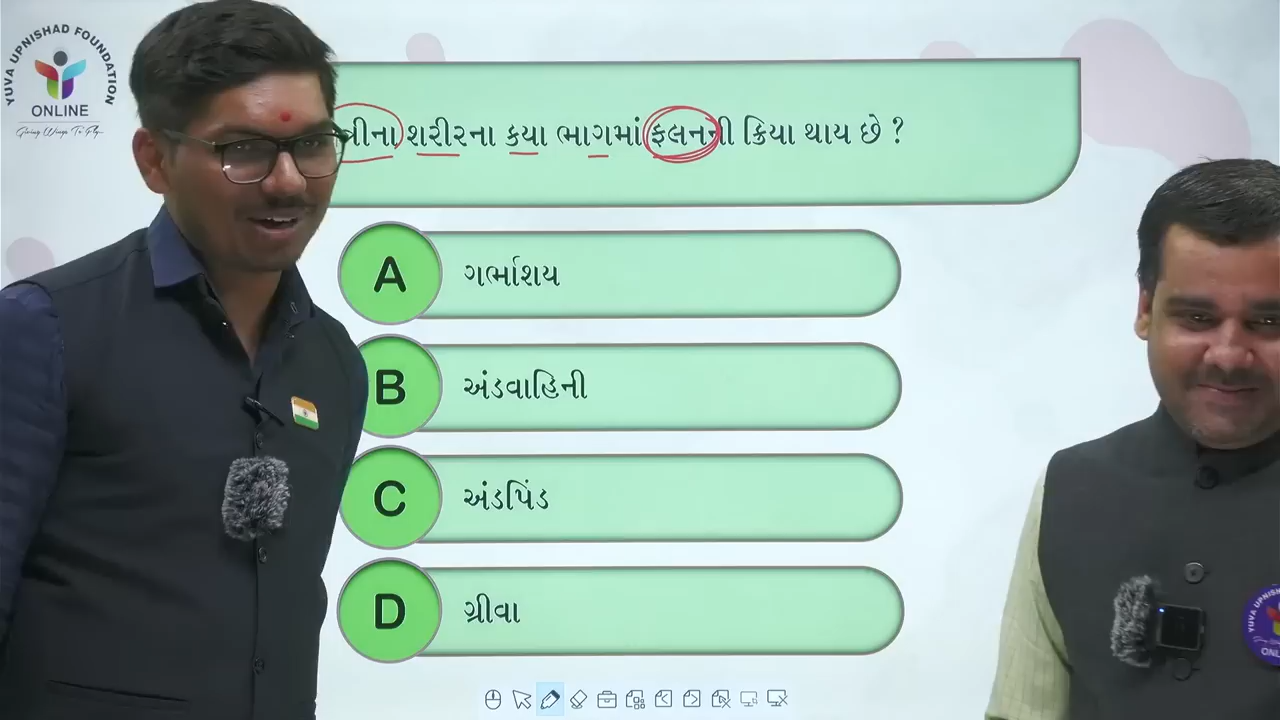 YUVA UPNISHAD FOUNDATION
ONLINE
Giving Wings To Fly
શરીરના કયા ભાગમાં ફલનની ક્રિયા થાય છે ?
A ગર્ભાશય
B અંડવાહિની
C અંડપિંડ
D ગ્રીવા